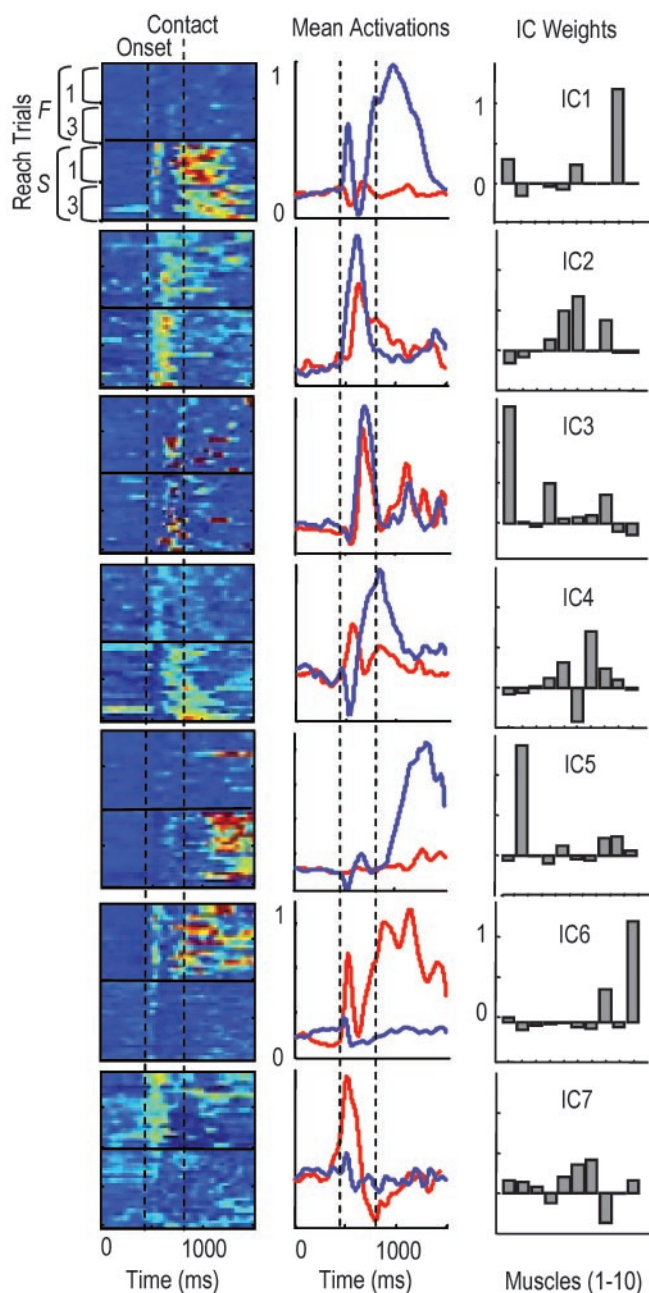 Contact
Onset
Mean Activations
IC Weights
Reach Trials
F
1
3
S
1
3
1
0
1
0
IC1
IC2
IC3
IC4
IC5
1
0
1
0
IC6
IC7
0 1000
0 1000
Time (ms)
Time (ms)
Muscles (1-10)